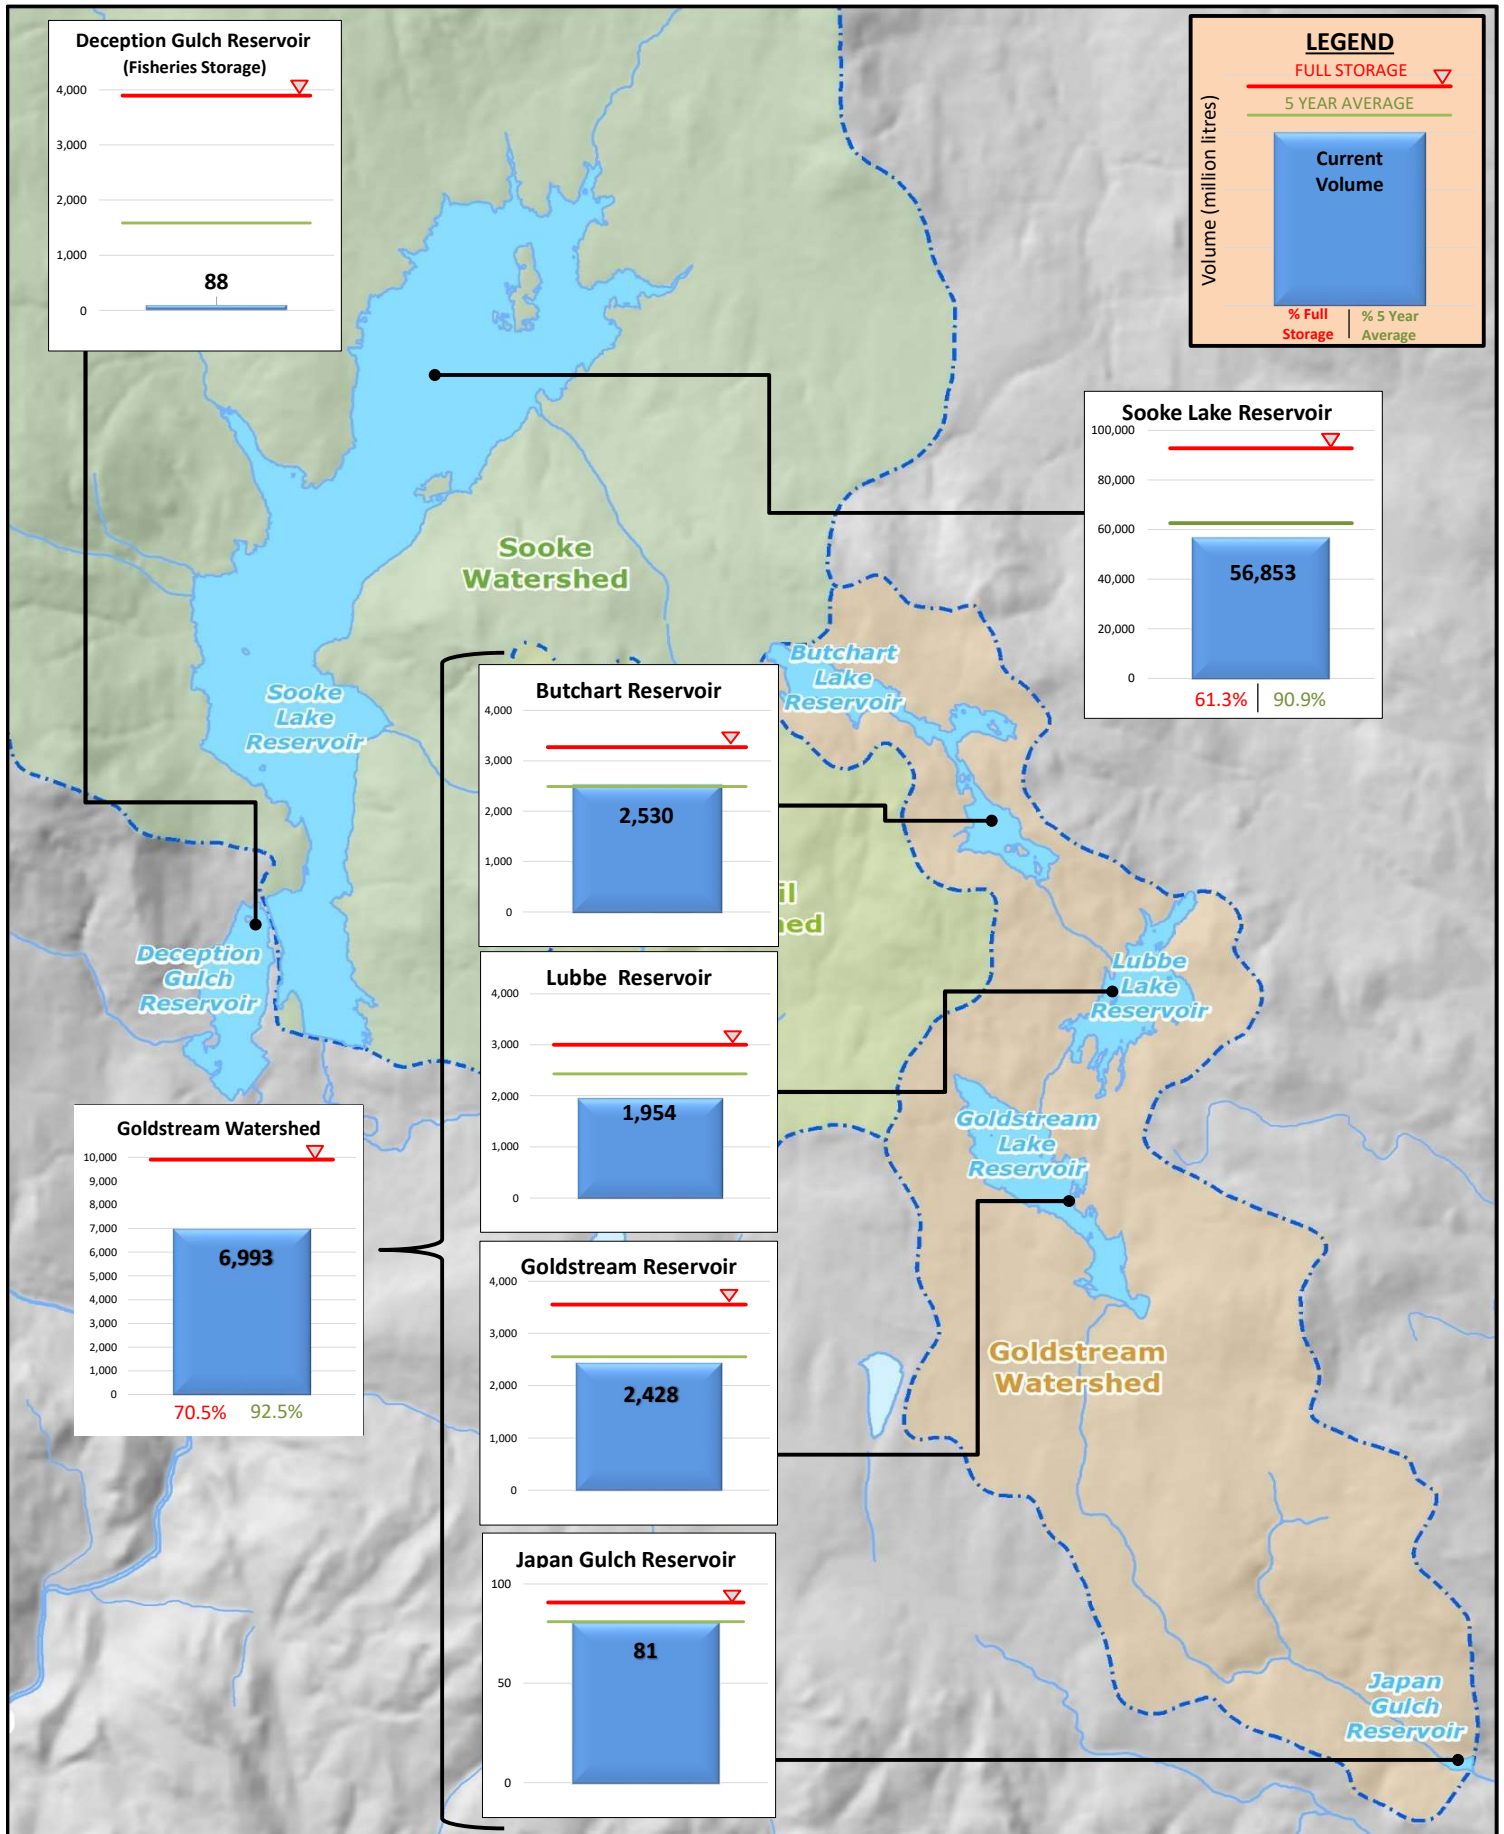 Deception Gulch Reservoir
(Fisheries Storage)
4,000
3,000
2,000
1,000
0
88
LEGEND
FULL STORAGE
5 YEAR AVERAGE
Volume (million litres)
Current
Volume
% Full
Storage
% 5 Year
Average
Sooke Lake Reservoir
100,000
80,000
60,000
40,000
20,000
0
56,853
61.3%
90.9%
Sooke
Watershed
Sooke
Lake
Reservoir
Butchart
Lake
Reservoir
Butchart Reservoir
4,000
3,000
2,000
1,000
0
2,530
il
ed
Deception
Gulch
Reservoir
Lubbe Reservoir
4,000
3,000
2,000
1,000
0
1,954
Lubbe
Lake
Reservoir
Goldstream
Lake
Reservoir
Goldstream Watershed
10,000
9,000
8,000
7,000
6,000
5,000
4,000
3,000
2,000
1,000
0
6,993
70.5%
92.5%
Goldstream Reservoir
4,000
3,000
2,000
1,000
0
2,428
Goldstream
Watershed
Japan Gulch Reservoir
100
50
0
81
Japan
Gulch
Reservoir